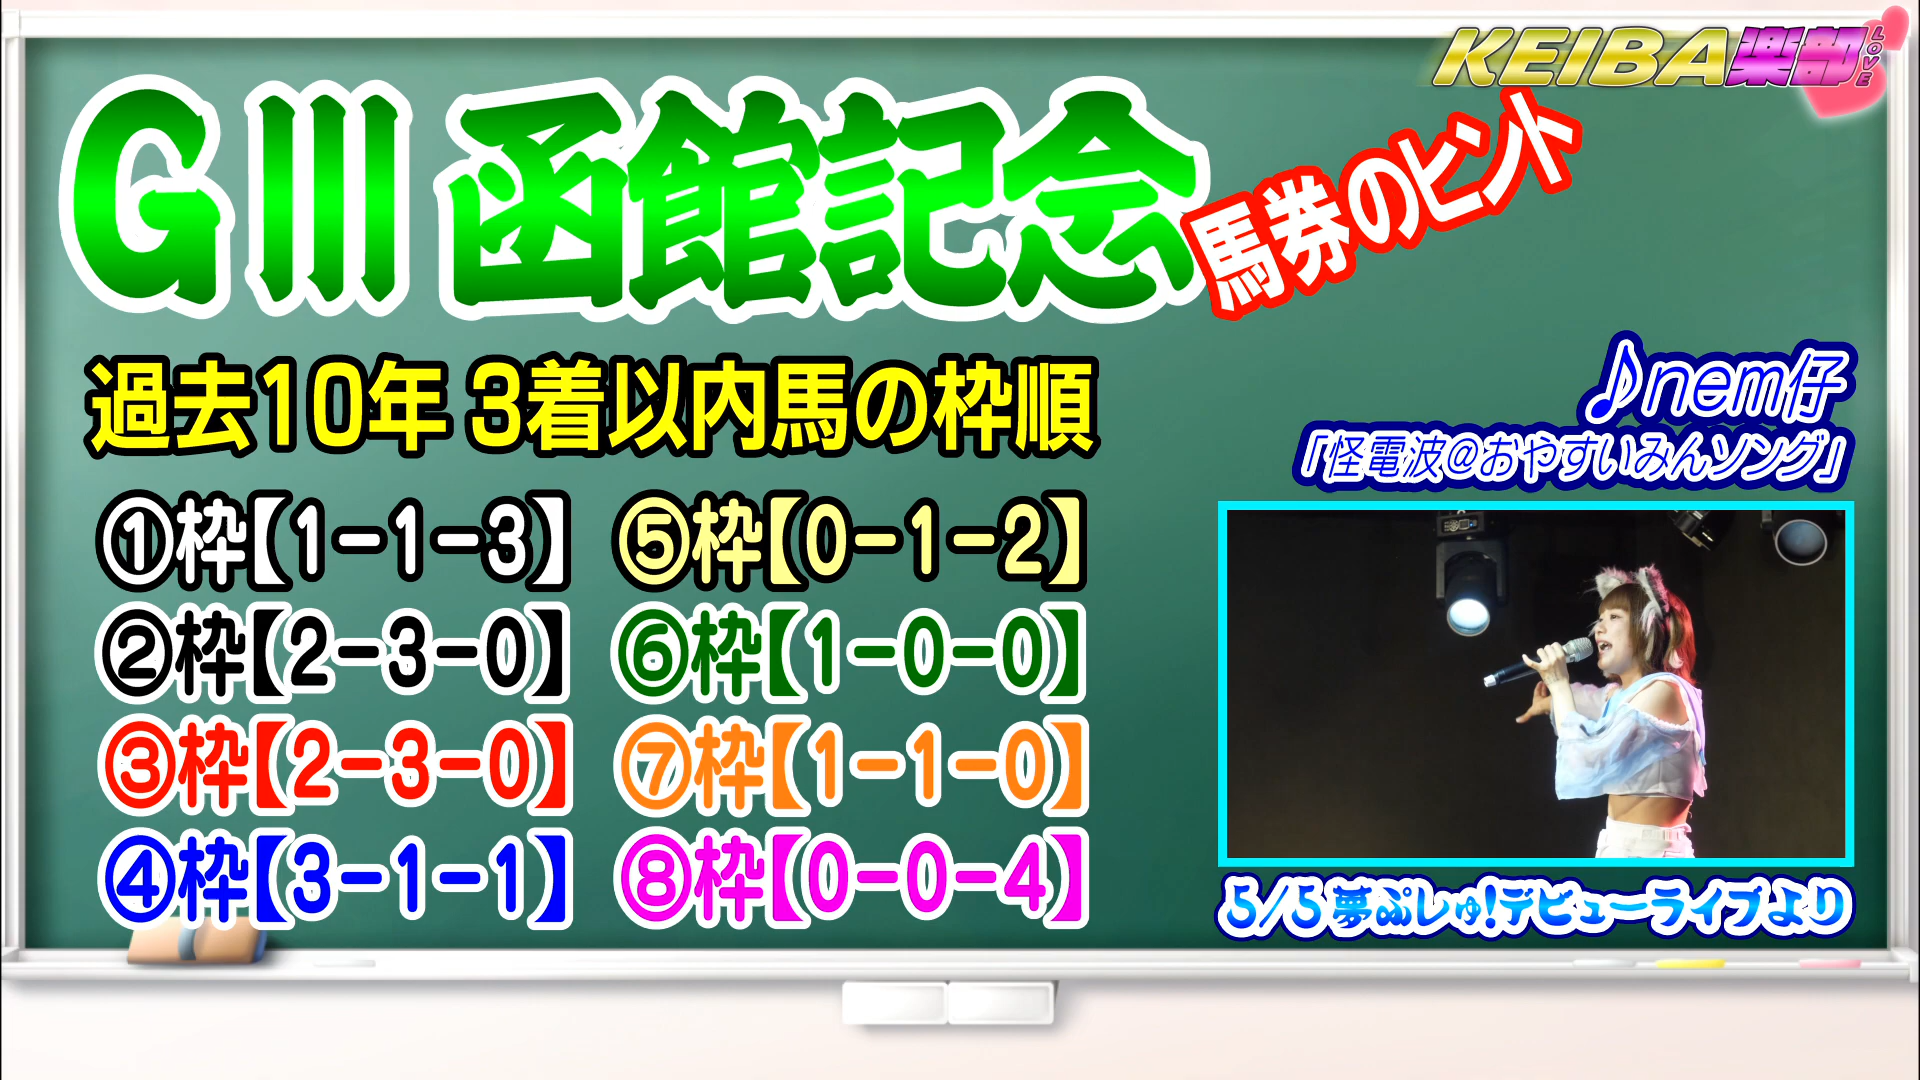 KEIBA楽部 LOVE
GIII 函館記念
馬券のヒント
過去10年 3着以内馬の枠順
①枠【1-1-3】
②枠【2-3-0】
③枠【2-3-0】
④枠【3-1-1】
⑤枠【0-1-2】
⑥枠【1-0-0】
⑦枠【1-1-0】
⑧枠【0-0-4】
♪nem仔
「怪電波@おやすいみんソング」
5/5 夢ぷしゅ!デビューライブより